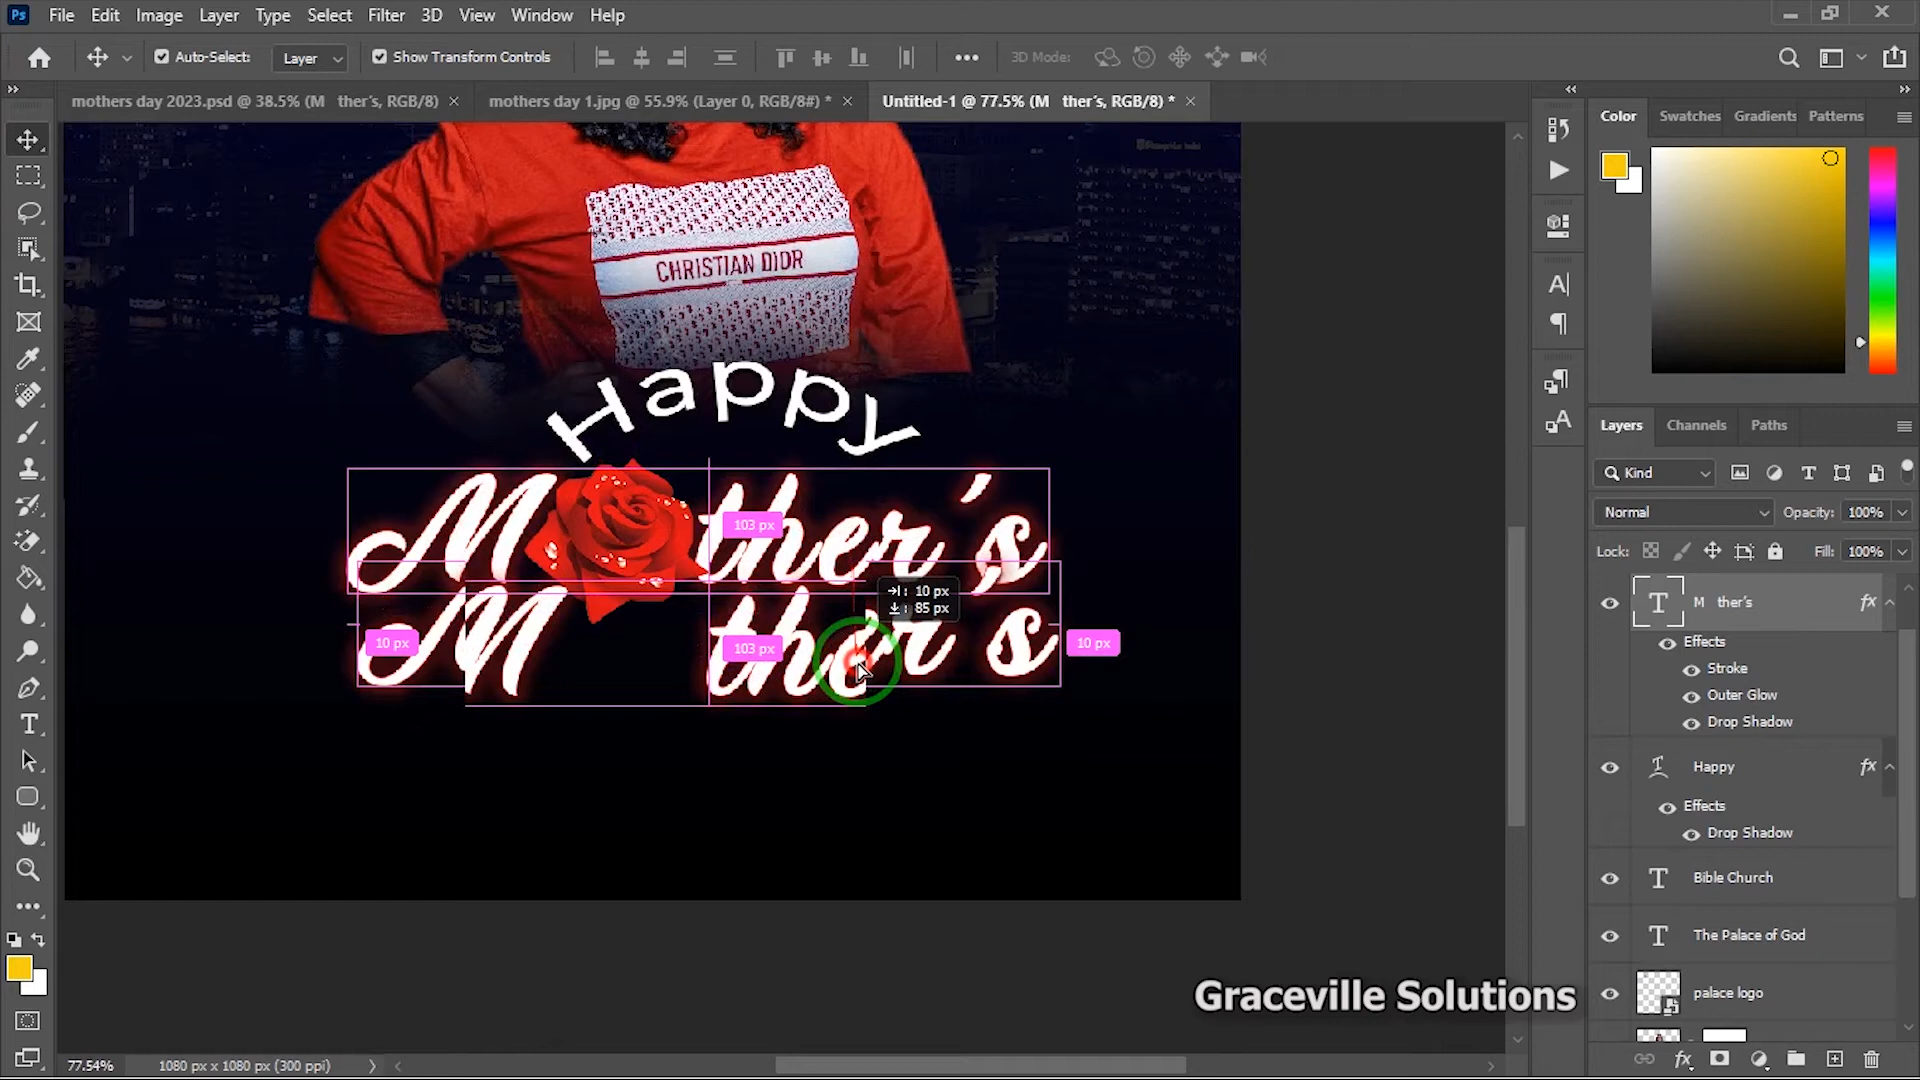 Ps File Edit Image Layer Type Select Filter 3D View Window Help
Auto-Select: Layer Show Transform Controls 3D Mode:
mothers day 2023.psd @ 38.5% (M ther's, RGB/8) × mothers day 1.jpg @ 55.9% (Layer 0, RGB/8#) * × Untitled-1 @ 77.5% (M ther's, RGB/8) * ×
Color Swatches Gradients Patterns
CHRISTIAN DIOR
Happy
M ther's
103 px
10 px
85 px
M ther's
10 px 103 px 10 px
Layers Channels Paths
Kind
Normal Opacity: 100%
Lock: Fill: 100%
M ther's fx
Effects
Stroke
Outer Glow
Drop Shadow
Happy fx
Effects
Drop Shadow
Bible Church
The Palace of God
palace logo
Graceville Solutions
77.54% 1080 px x 1080 px (300 ppi)